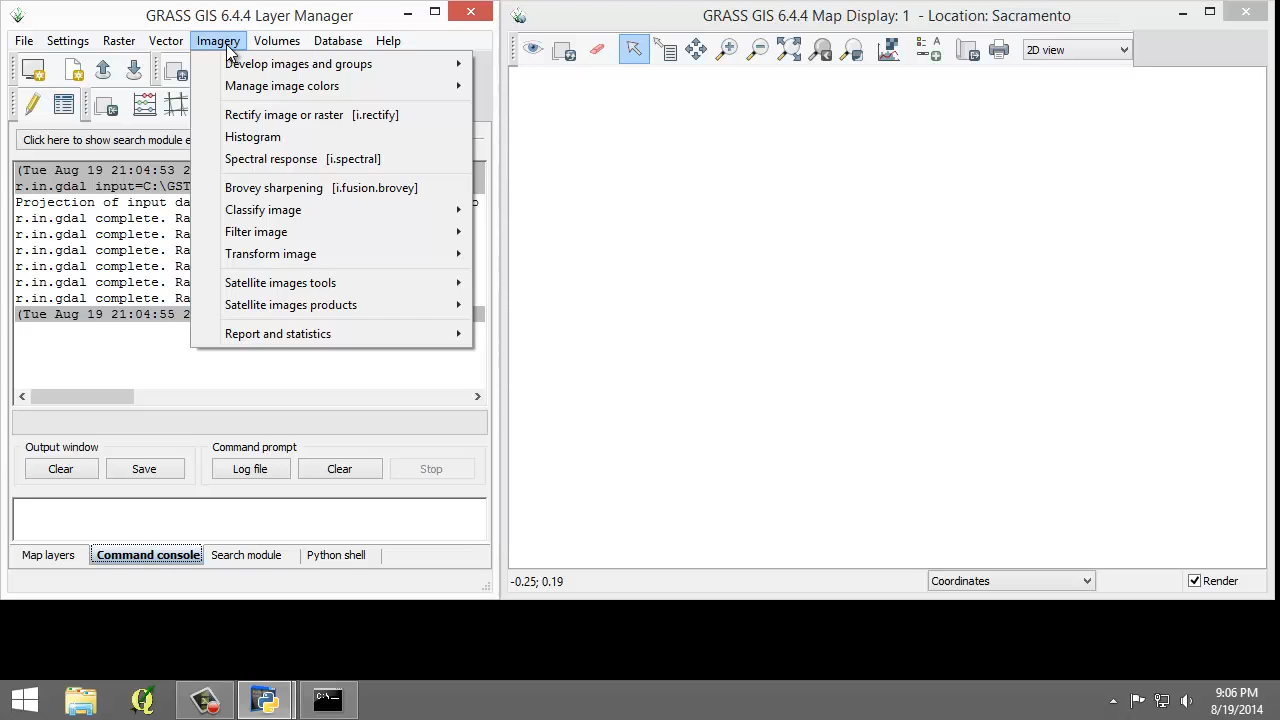 GRASS GIS 6.4.4 Layer Manager
File Settings Raster Vector Imagery Volumes Database Help
Develop images and groups
Manage image colors
Rectify image or raster [i.rectify]
Histogram
Spectral response [i.spectral]
Brovey sharpening [i.fusion.brovey]
Classify image
Filter image
Transform image
Satellite images tools
Satellite images products
Report and statistics
Click here to show search module e
(Tue Aug 19 21:04:53 2
r.in.gdal input=C:\GST
Projection of input da
r.in.gdal complete. Ra
r.in.gdal complete. Ra
r.in.gdal complete. Ra
r.in.gdal complete. Ra
r.in.gdal complete. Ra
r.in.gdal complete. Ra
(Tue Aug 19 21:04:55 2
Output window
Clear Save
Command prompt
Log file Clear Stop
Map layers Command console Search module Python shell
GRASS GIS 6.4.4 Map Display: 1 - Location: Sacramento
2D view
-0.25; 0.19
Coordinates
Render
9:06 PM
8/19/2014